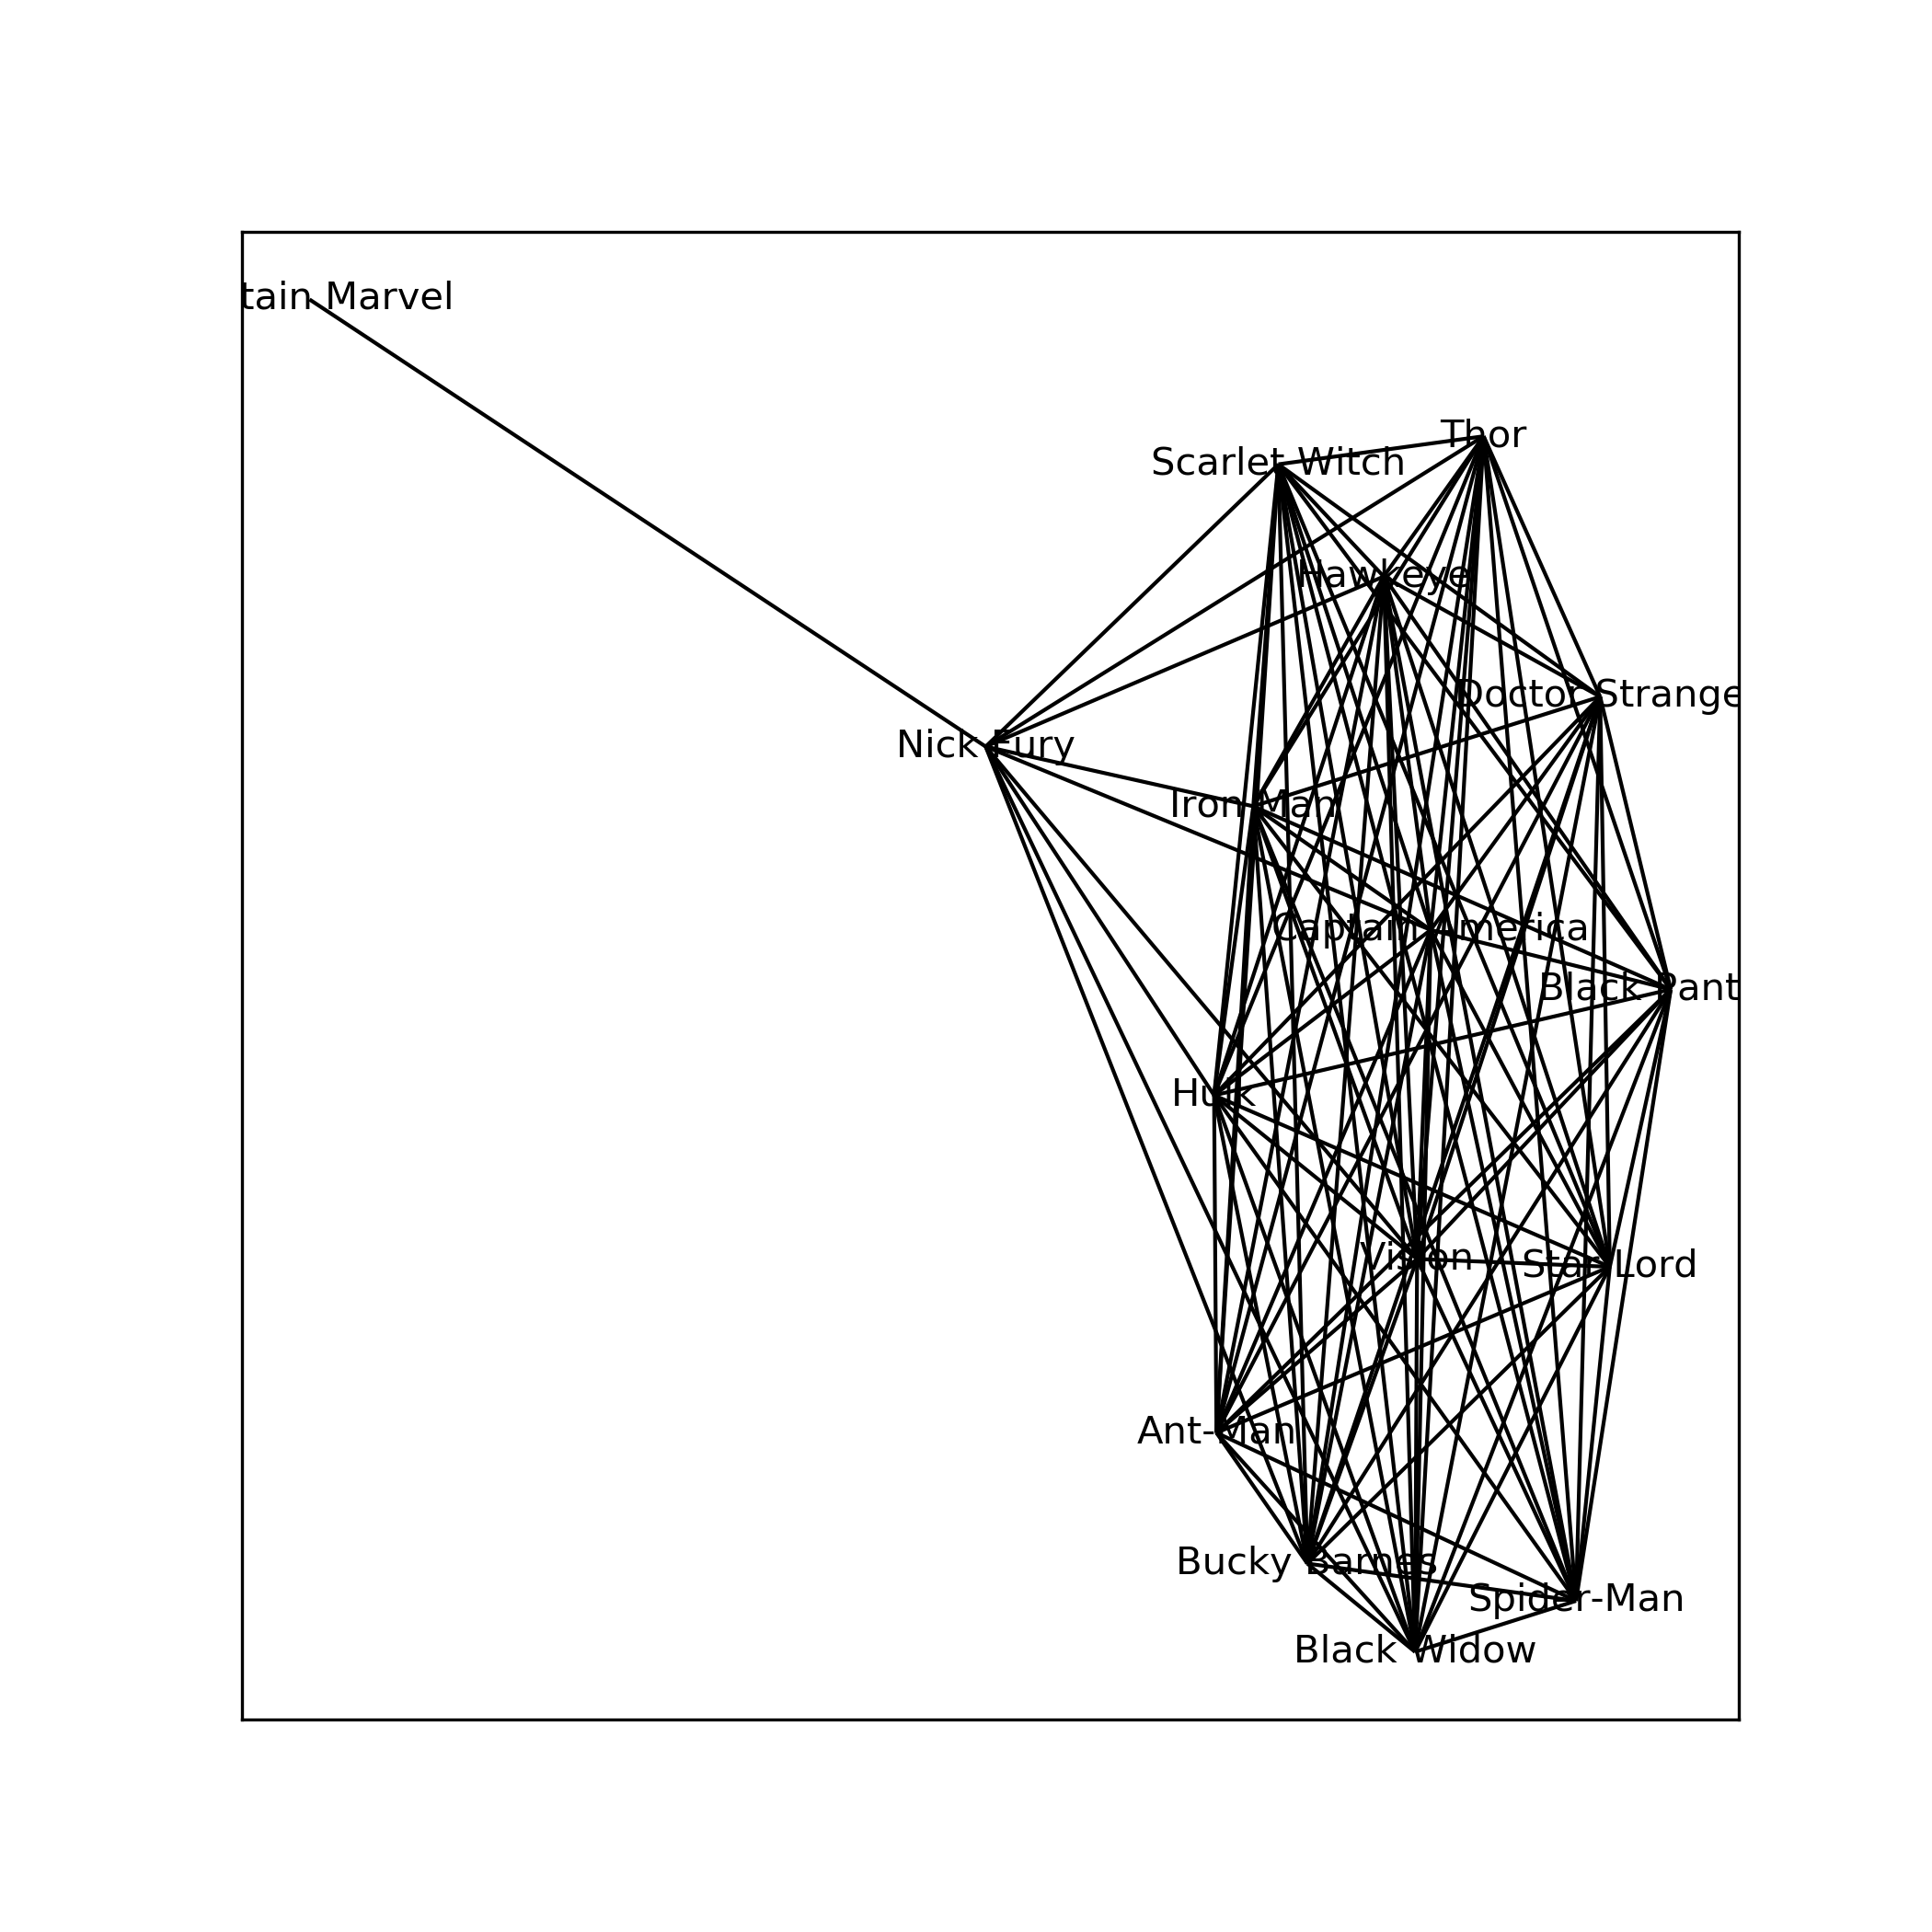 tain Marvel
Thor
Scarlet Witch
Hawkeye
Doctor Strange
Nick Fury
Iron Man
Captain America
Black Pant
Hulk
Vision
Star-Lord
Ant-Man
Bucky Barnes
Spider-Man
Black Widow